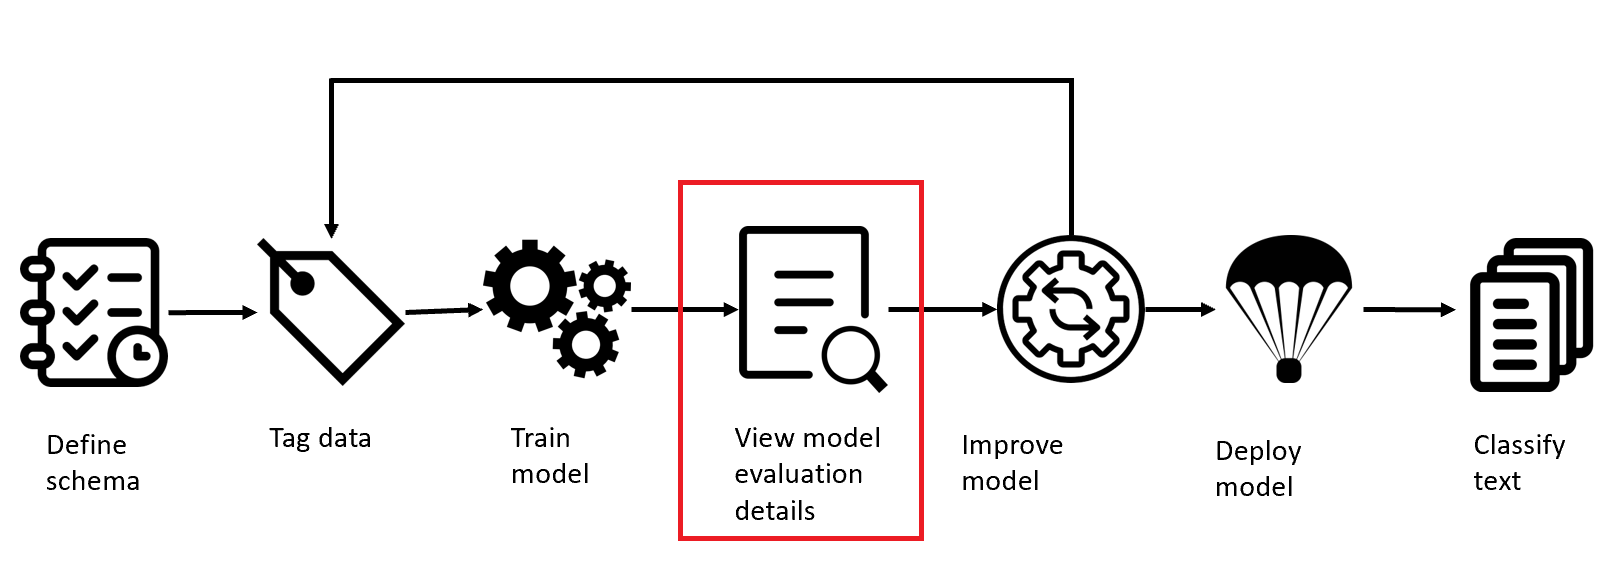 Define
schema
Tag data
Train
model
View model
evaluation
details
Improve
model
Deploy
model
Classify
text